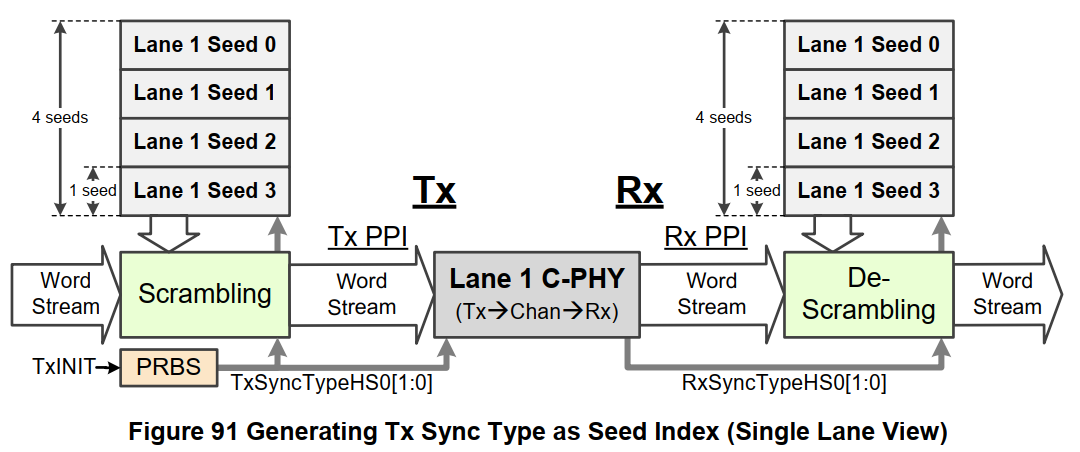 Lane 1 Seed 0
Lane 1 Seed 1
Lane 1 Seed 2
Lane 1 Seed 3
4 seeds
1 seed
Lane 1 Seed 0
Lane 1 Seed 1
Lane 1 Seed 2
Lane 1 Seed 3
4 seeds
1 seed
Tx
Rx
Tx PPI
Rx PPI
Word
Stream
Scrambling
Word
Stream
Lane 1 C-PHY
(Tx→Chan→Rx)
Word
Stream
De-
Scrambling
Word
Stream
TxINIT
PRBS
TxSyncTypeHS0[1:0]
RxSyncTypeHS0[1:0]
Figure 91 Generating Tx Sync Type as Seed Index (Single Lane View)